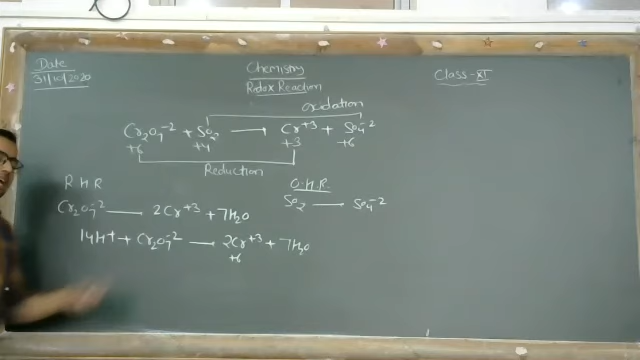 Date
31/10/2020
Chemistry
Class-XI
Redox Reaction
oxidation
Cr₂O₇⁻² + SO₂ → Cr⁺³ + SO₄⁻²
+6 +4 +3 +6
Reduction
R H R
O.H.R.
Cr₂O₇⁻² → 2Cr⁺³ + 7H₂O
SO₂ → SO₄⁻²
14H⁺ + Cr₂O₇⁻² → 2Cr⁺³ + 7H₂O
+6